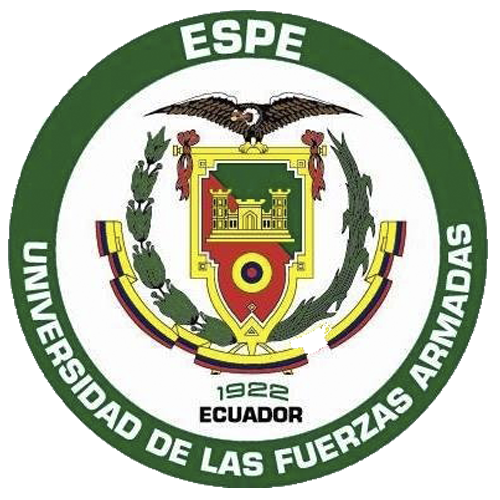 ESPE
UNIVERSIDAD DE LAS FUERZAS ARMADAS
1922
ECUADOR